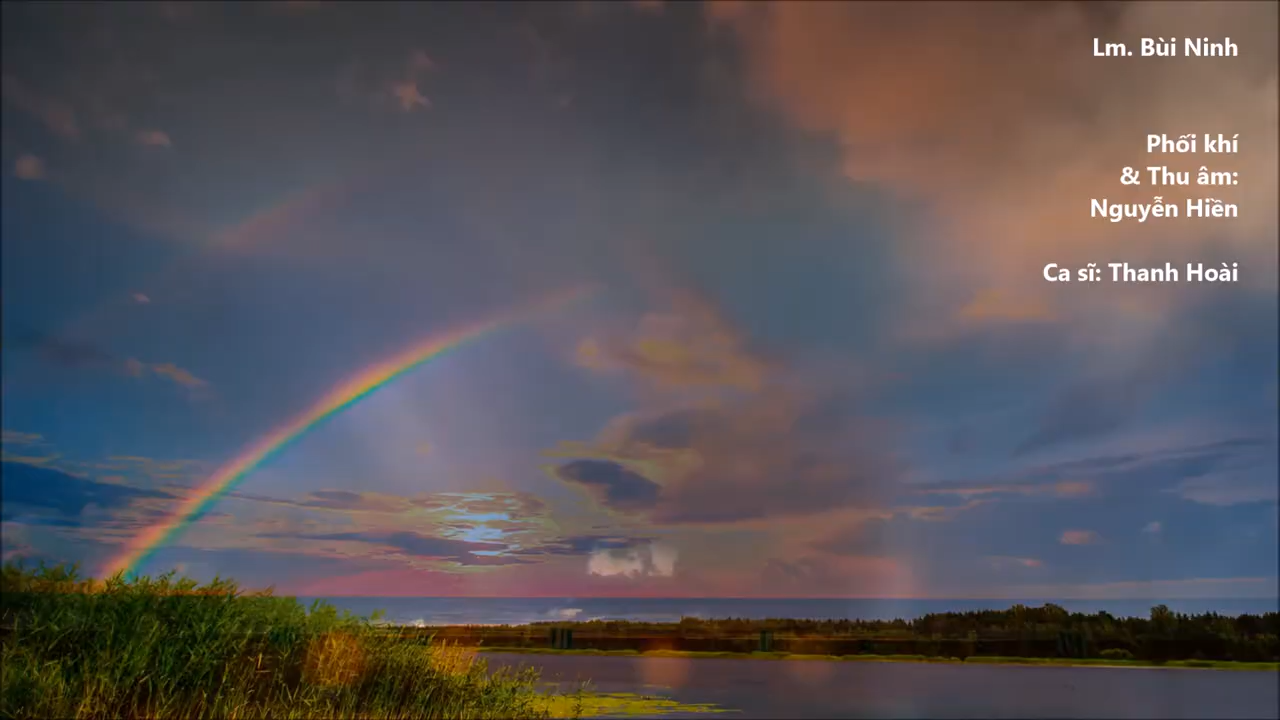 Lm. Bùi Ninh
Phối khí
& Thu âm:
Nguyễn Hiền
Ca sĩ: Thanh Hoài